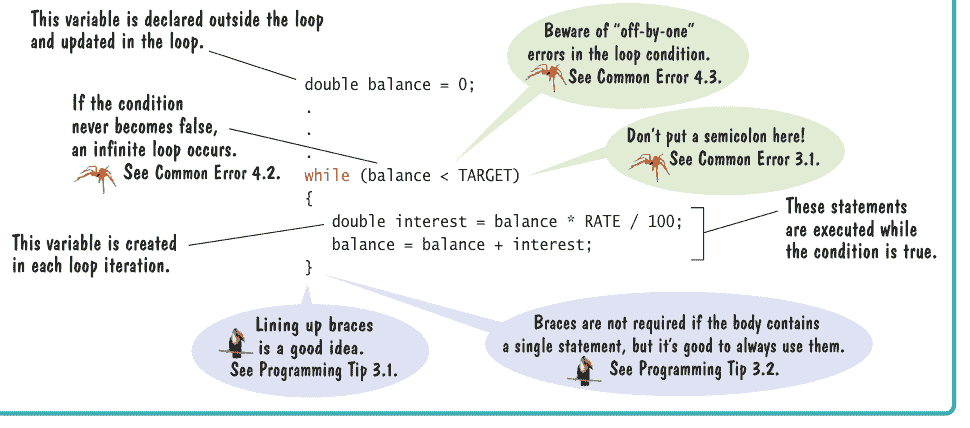 This variable is declared outside the loop
and updated in the loop.
Beware of “off-by-one”
errors in the loop condition.
See Common Error 4.3.
double balance = 0;
.
.
.
If the condition
never becomes false,
an infinite loop occurs.
See Common Error 4.2.
Don’t put a semicolon here!
See Common Error 3.1.
while (balance < TARGET)
{
double interest = balance * RATE / 100;
balance = balance + interest;
}
These statements
are executed while
the condition is true.
This variable is created
in each loop iteration.
Lining up braces
is a good idea.
See Programming Tip 3.1.
Braces are not required if the body contains
a single statement, but it’s good to always use them.
See Programming Tip 3.2.